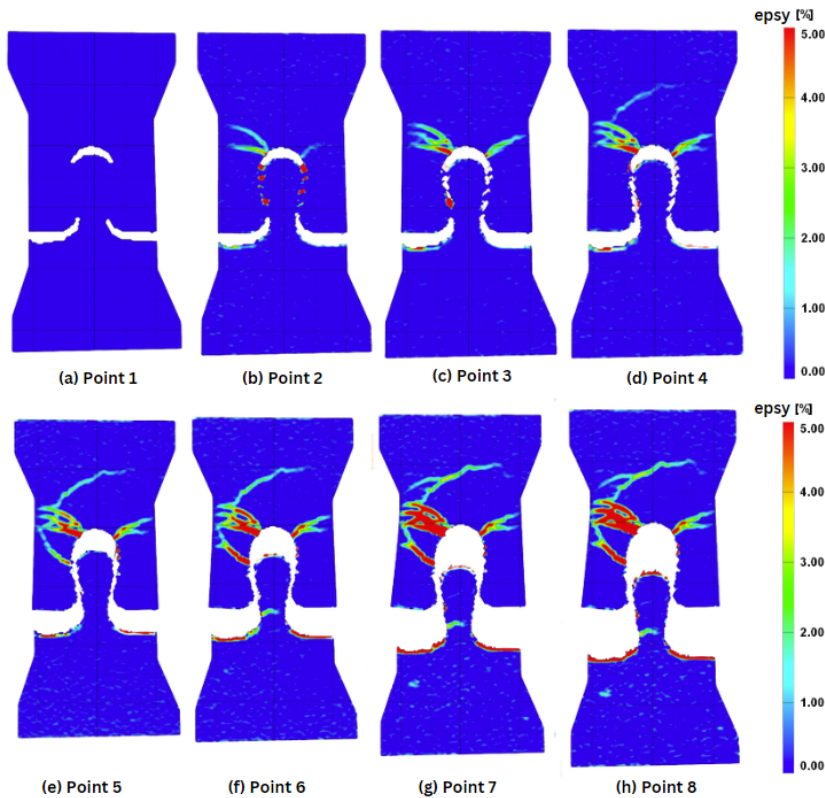 epsy [%]
5.00
4.00
3.00
2.00
1.00
0.00
(a) Point 1
(b) Point 2
(c) Point 3
(d) Point 4
epsy [%]
5.00
4.00
3.00
2.00
1.00
0.00
(e) Point 5
(f) Point 6
(g) Point 7
(h) Point 8